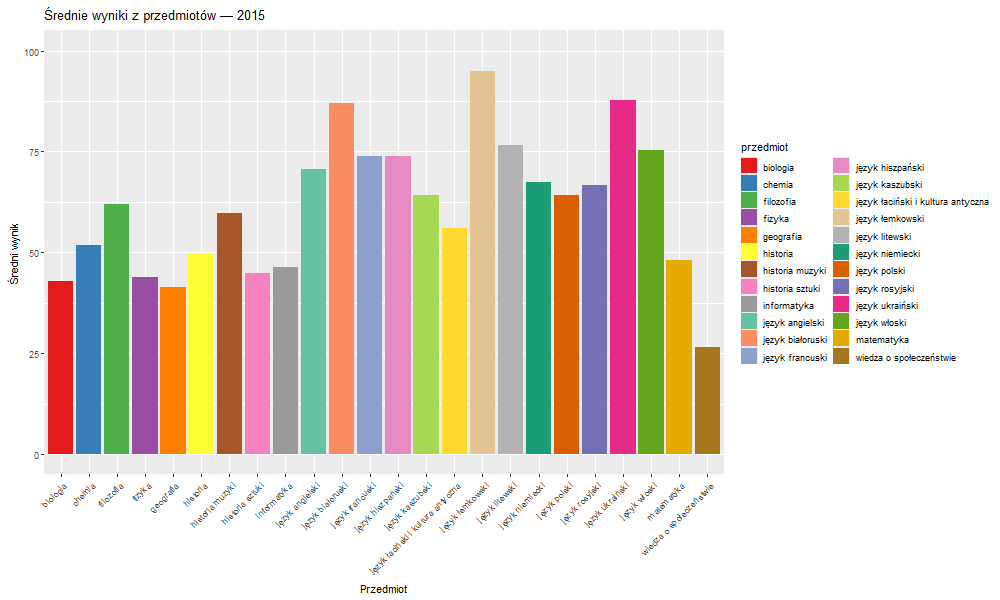 Średnie wyniki z przedmiotów — 2015
100
75
50
25
0
Średni wynik
biologia
chemia
filozofia
fizyka
geografia
historia
historia muzyki
historia sztuki
informatyka
język angielski
język białoruski
język francuski
język hiszpański
język kaszubski
język łaciński i kultura antyczna
język łemkowski
język litewski
język niemiecki
język polski
język rosyjski
język ukraiński
język włoski
matematyka
wiedza o społeczeństwie
Przedmiot
przedmiot
biologia
chemia
filozofia
fizyka
geografia
historia
historia muzyki
historia sztuki
informatyka
język angielski
język białoruski
język francuski
język hiszpański
język kaszubski
język łaciński i kultura antyczna
język łemkowski
język litewski
język niemiecki
język polski
język rosyjski
język ukraiński
język włoski
matematyka
wiedza o społeczeństwie